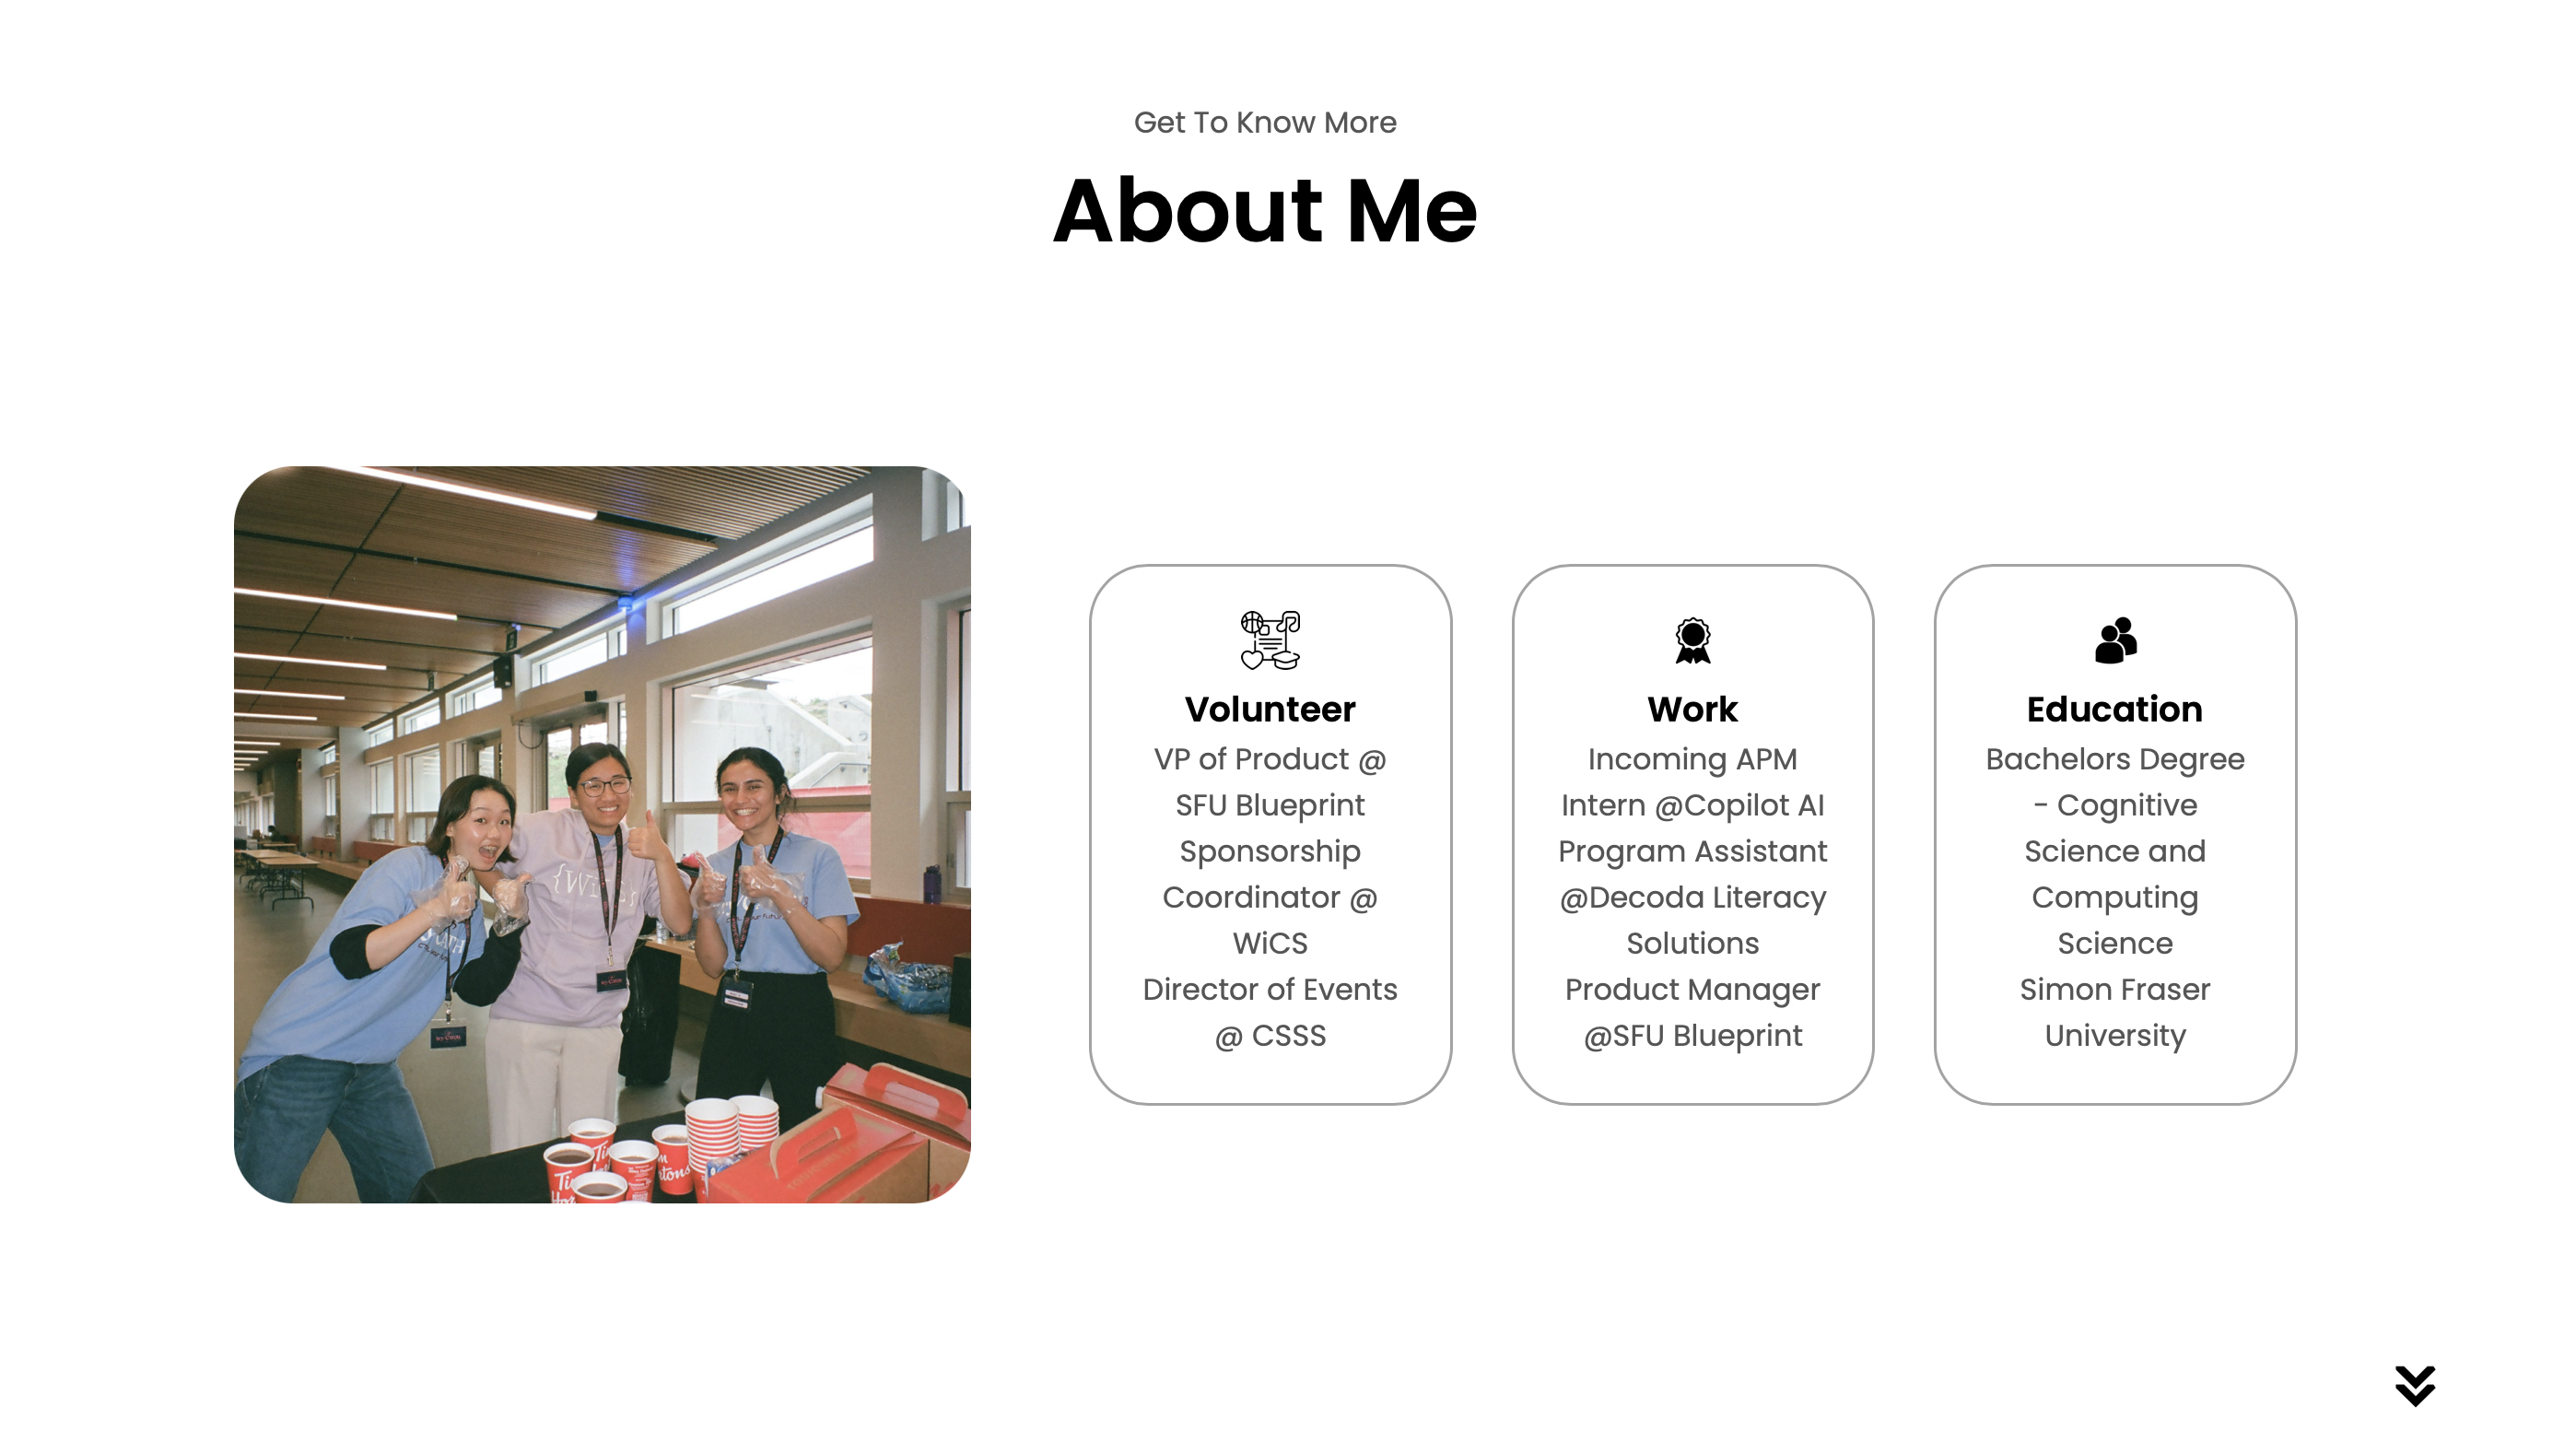 Get To Know More
About Me
Volunteer
VP of Product @
SFU Blueprint
Sponsorship
Coordinator @
WiCS
Director of Events
@ CSSS
Work
Incoming APM
Intern @Copilot AI
Program Assistant
@Decoda Literacy
Solutions
Product Manager
@SFU Blueprint
Education
Bachelors Degree
- Cognitive
Science and
Computing
Science
Simon Fraser
University